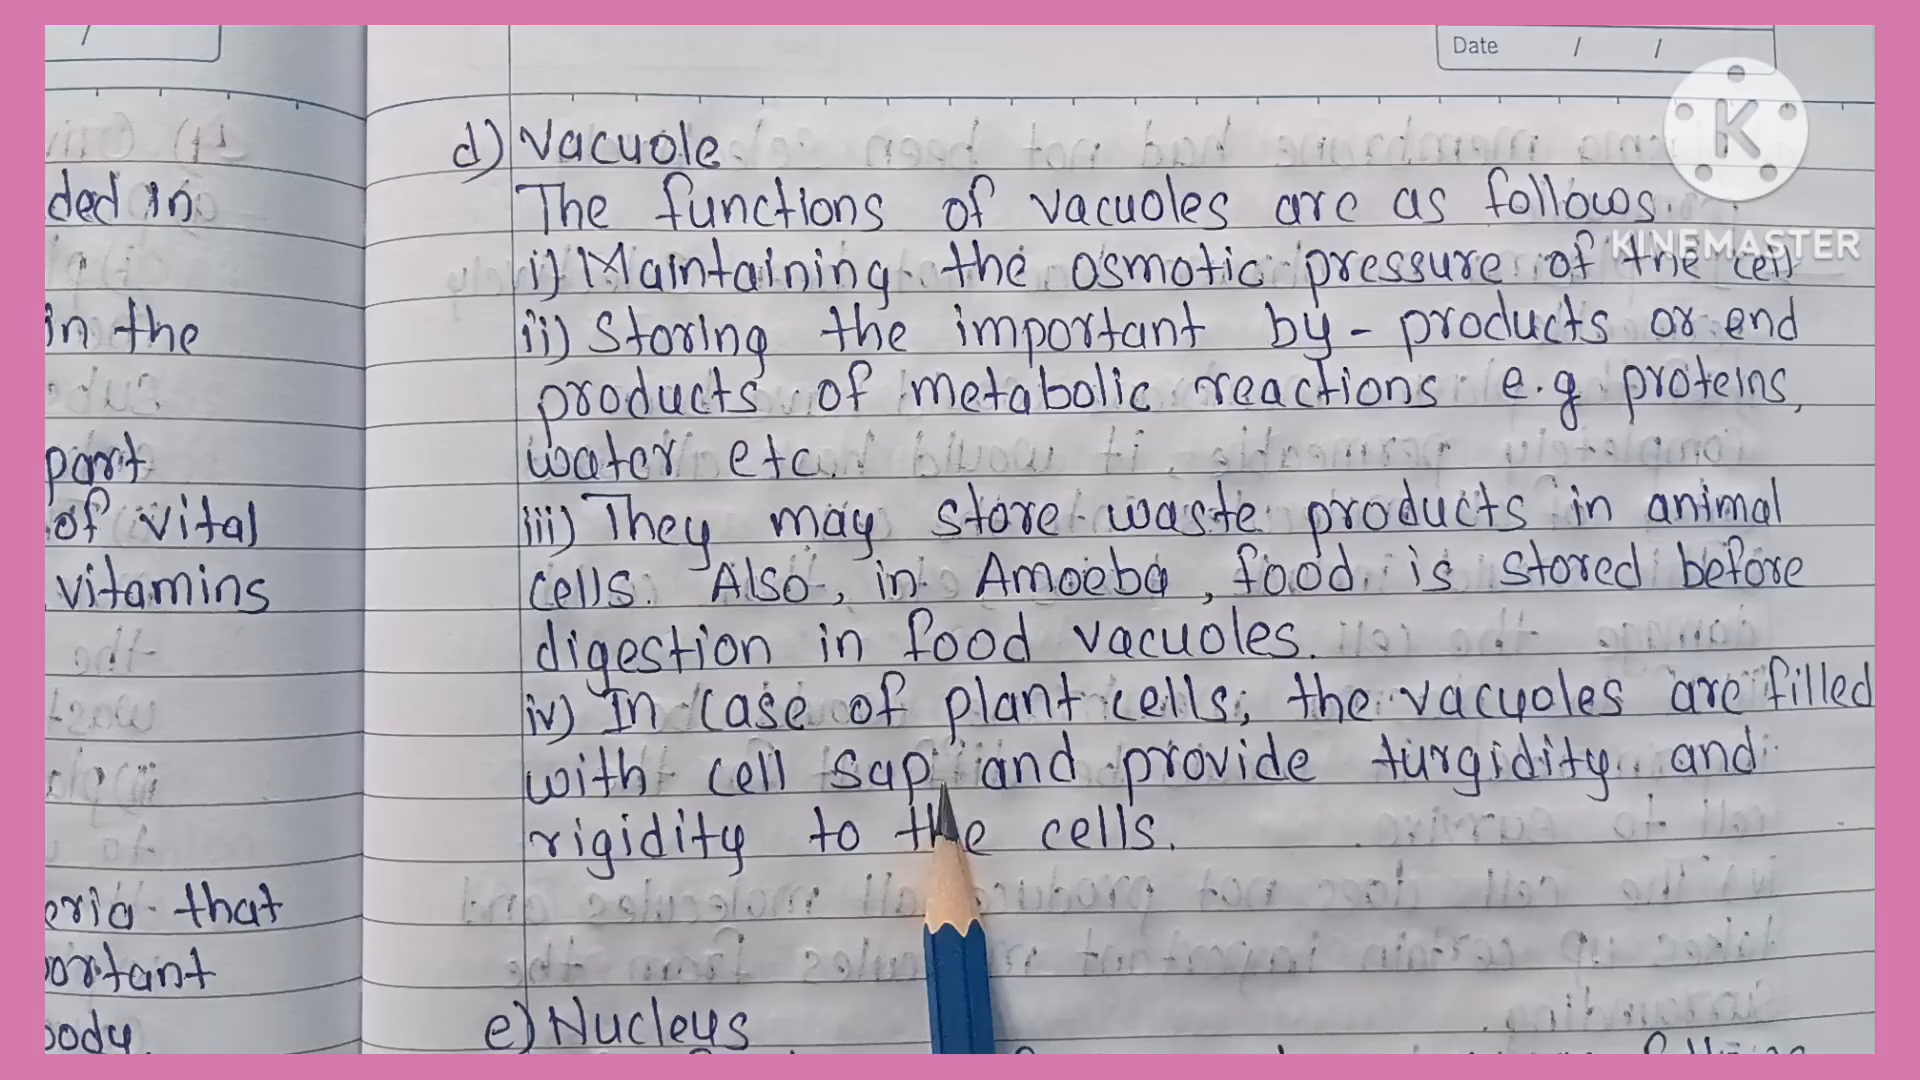 /
Date / /
ded in
in the
part
of vital
vitamins
eria that
ortant
body.
d) Vacuole
The functions of vacuoles are as follows.
i) Maintaining the osmotic pressure of the cell
ii) Storing the important by-products or end
products of metabolic reactions e.g proteins,
water etc.
iii) They may store waste products in animal
cells. Also, in Amoeba, food is stored before
digestion in food vacuoles.
iv) In case of plant cells, the vacuoles are filled
with cell sap and provide turgidity and
rigidity to the cells.
e) Nucleus
K
KINEMASTER